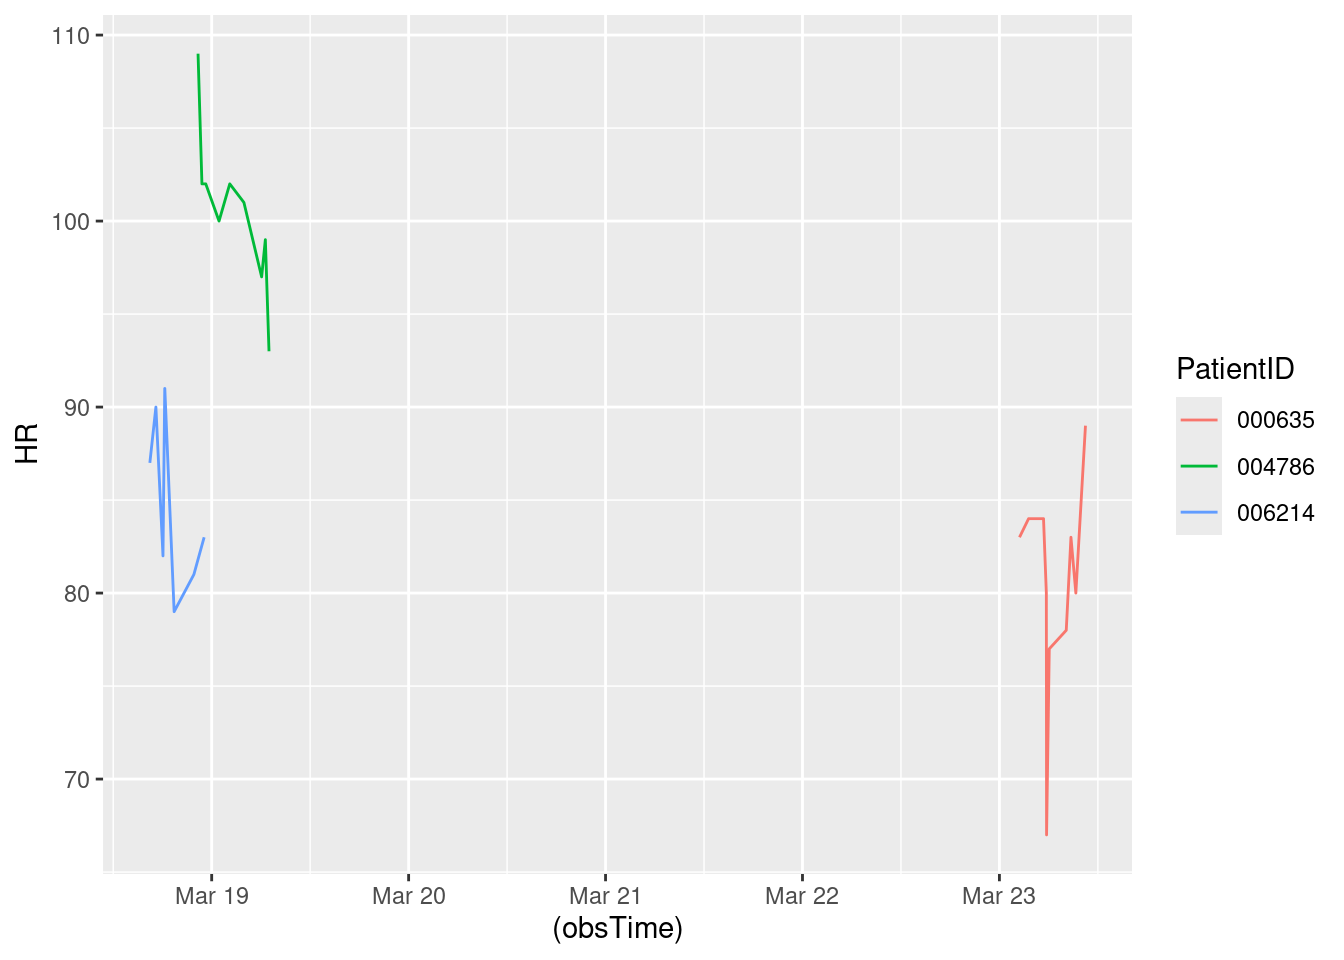 110
100
90
80
70
HR
Mar 19
Mar 20
Mar 21
Mar 22
Mar 23
(obsTime)
PatientID
000635
004786
006214